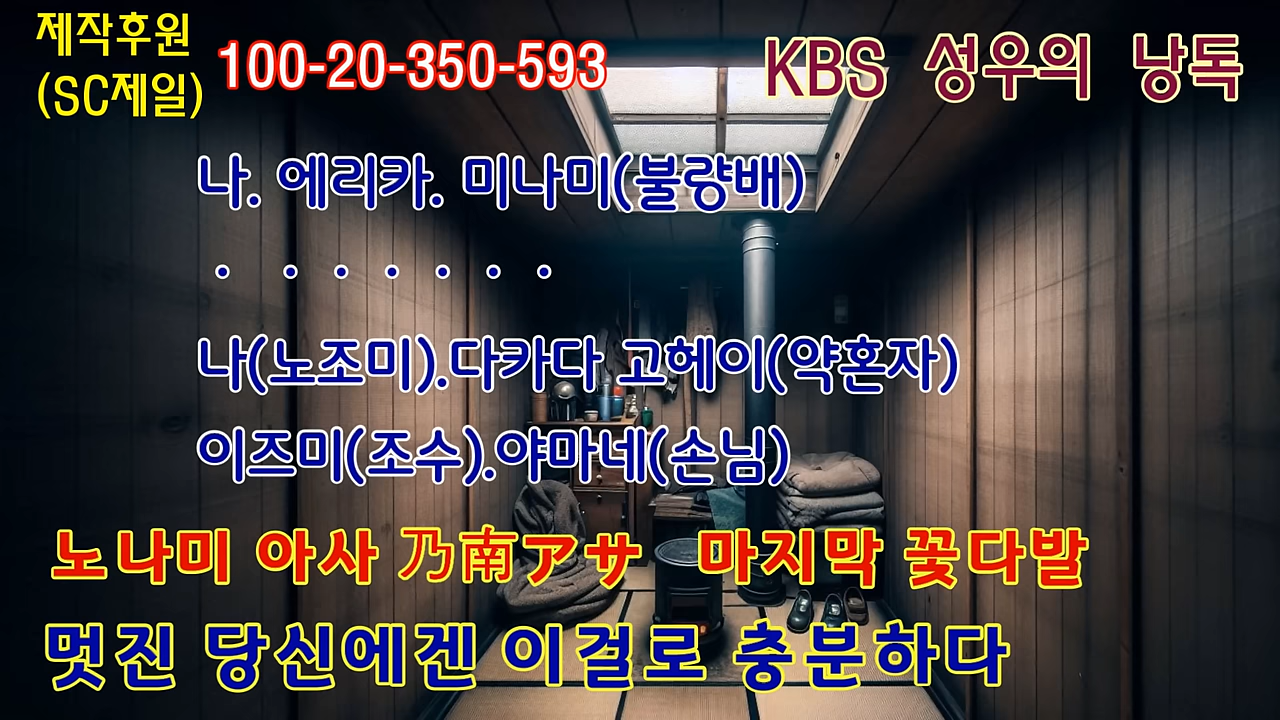 제작후원
(SC제일)
100-20-350-593
KBS 성우의 낭독
나. 에리카. 미나미(불량배)
· · · · · · ·
나(노조미).다카다 고헤이(약혼자)
이즈미(조수).야마네(손님)
노나미 아사 乃南アサ 마지막 꽃다발
멋진 당신에겐 이걸로 충분하다